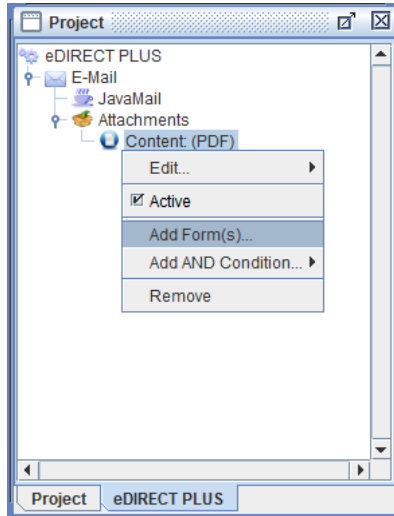 Project
eDIRECT PLUS
E-Mail
JavaMail
Attachments
Content: (PDF)
Edit...
Active
Add Form(s)...
Add AND Condition...
Remove
Project eDIRECT PLUS